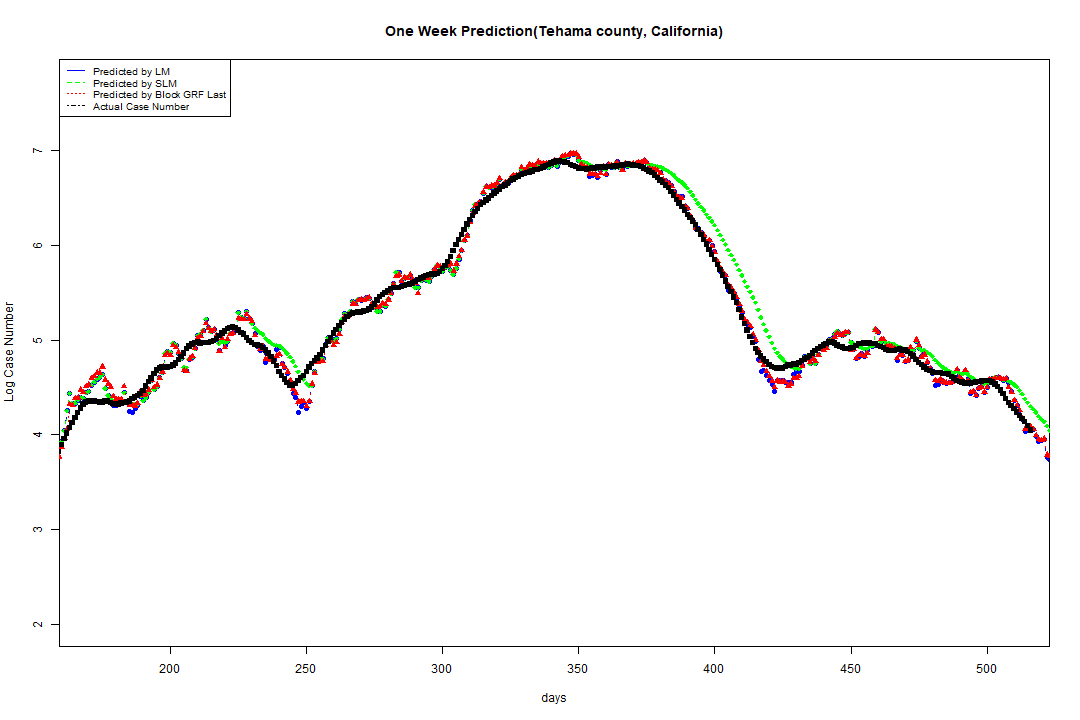 One Week Prediction(Tehama county, California)
Predicted by LM
Predicted by SLM
Predicted by Block GRF Last
Actual Case Number
7
6
5
4
3
2
Log Case Number
200 250 300 350 400 450 500
days